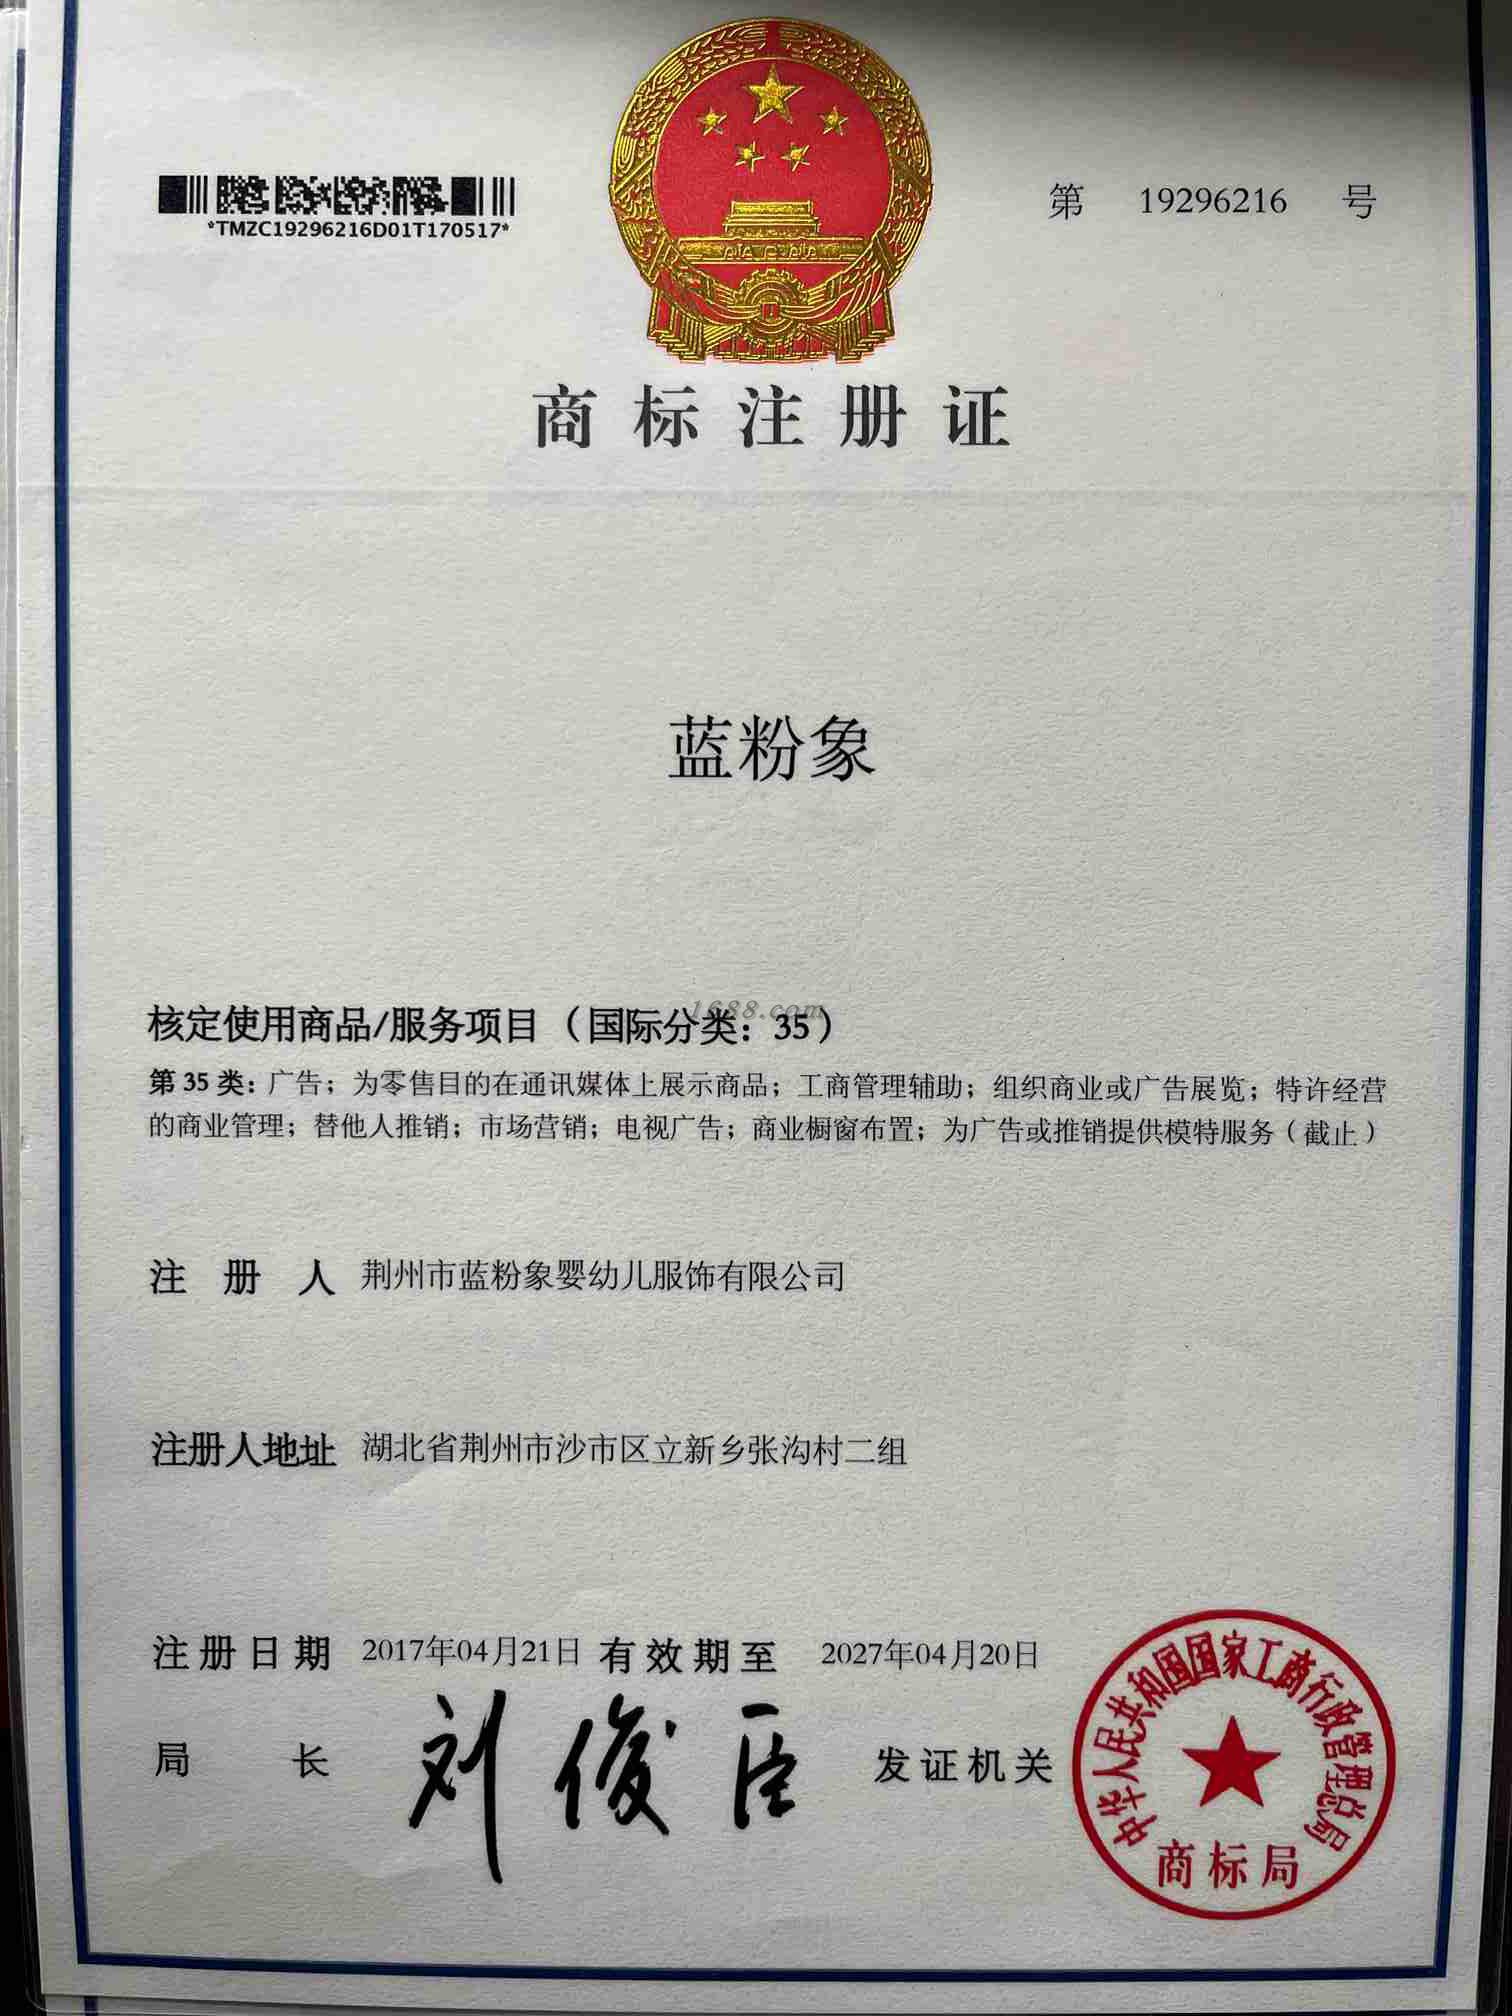 *TMZC19296216D01T170517*
第 19296216 号
商标注册证
蓝粉象
1688.com
核定使用商品/服务项目（国际分类：35）
第 35 类：广告；为零售目的在通讯媒体上展示商品；工商管理辅助；组织商业或广告展览；特许经营
的商业管理；替他人推销；市场营销；电视广告；商业橱窗布置；为广告或推销提供模特服务（截止）
注册人 荆州市蓝粉象婴幼儿服饰有限公司
注册人地址 湖北省荆州市沙市区立新乡张沟村二组
注册日期 2017年04月21日 有效期至 2027年04月20日
局长 刘俊臣 发证机关
中华人民共和国国家工商行政管理总局
商标局